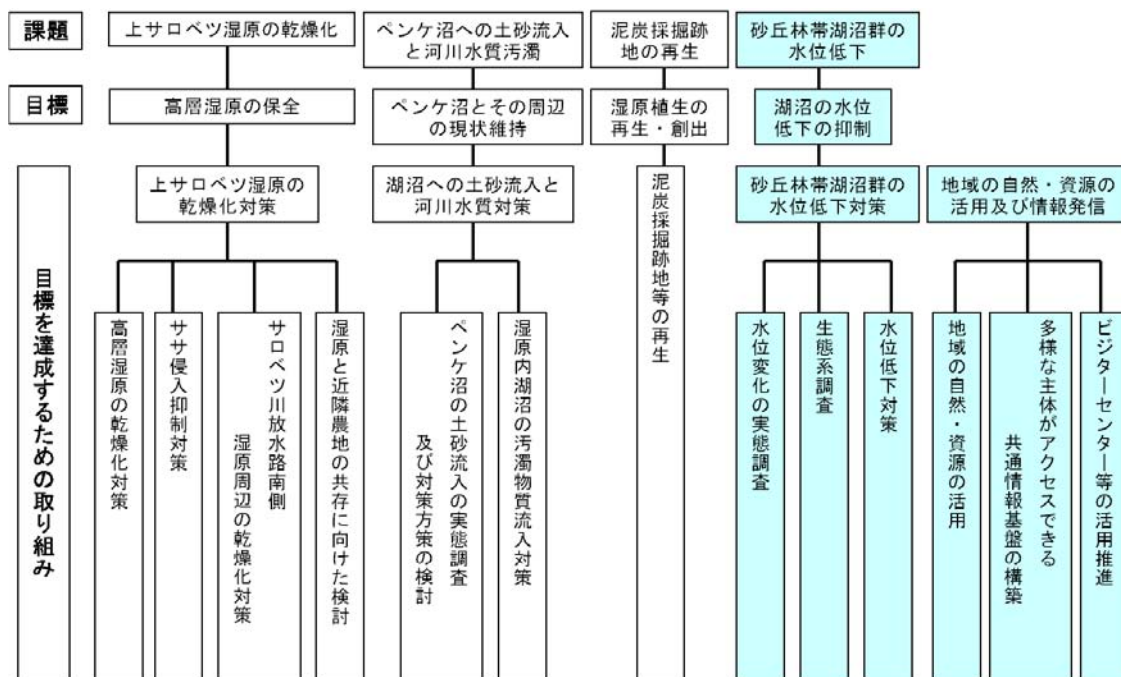 課題
上サロベツ湿原の乾燥化
ペンケ沼への土砂流入
と河川水質汚濁
泥炭採掘跡
地の再生
砂丘林帯湖沼群の
水位低下
目標
高層湿原の保全
ペンケ沼とその周辺
の現状維持
湿原植生の
再生・創出
湖沼の水位
低下の抑制
目標を達成するための取り組み
上サロベツ湿原の
乾燥化対策
湖沼への土砂流入と
河川水質対策
泥炭採掘跡地等の再生
砂丘林帯湖沼群の
水位低下対策
地域の自然・資源の
活用及び情報発信
高層湿原の乾燥化対策
ササ侵入抑制対策
サロベツ川放水路南側
湿原周辺の乾燥化対策
湿原と近隣農地の共存に向けた検討
ペンケ沼の土砂流入の実態調査
及び対策方策の検討
湿原内湖沼の汚濁物質流入対策
水位変化の実態調査
生態系調査
水位低下対策
地域の自然・資源の活用
多様な主体がアクセスできる
共通情報基盤の構築
ビジターセンター等の活用推進